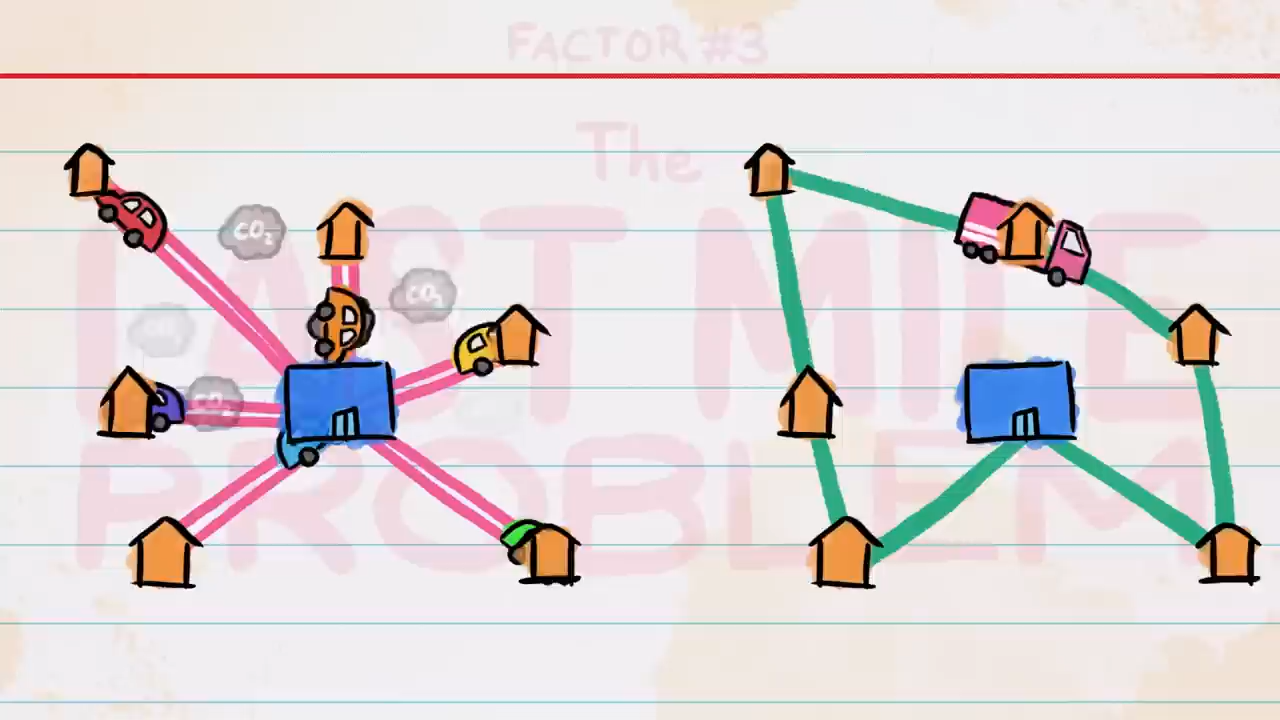 FACTOR #3
The
LAST MILE
PROBLEM
CO₂
CO₂
CO₂